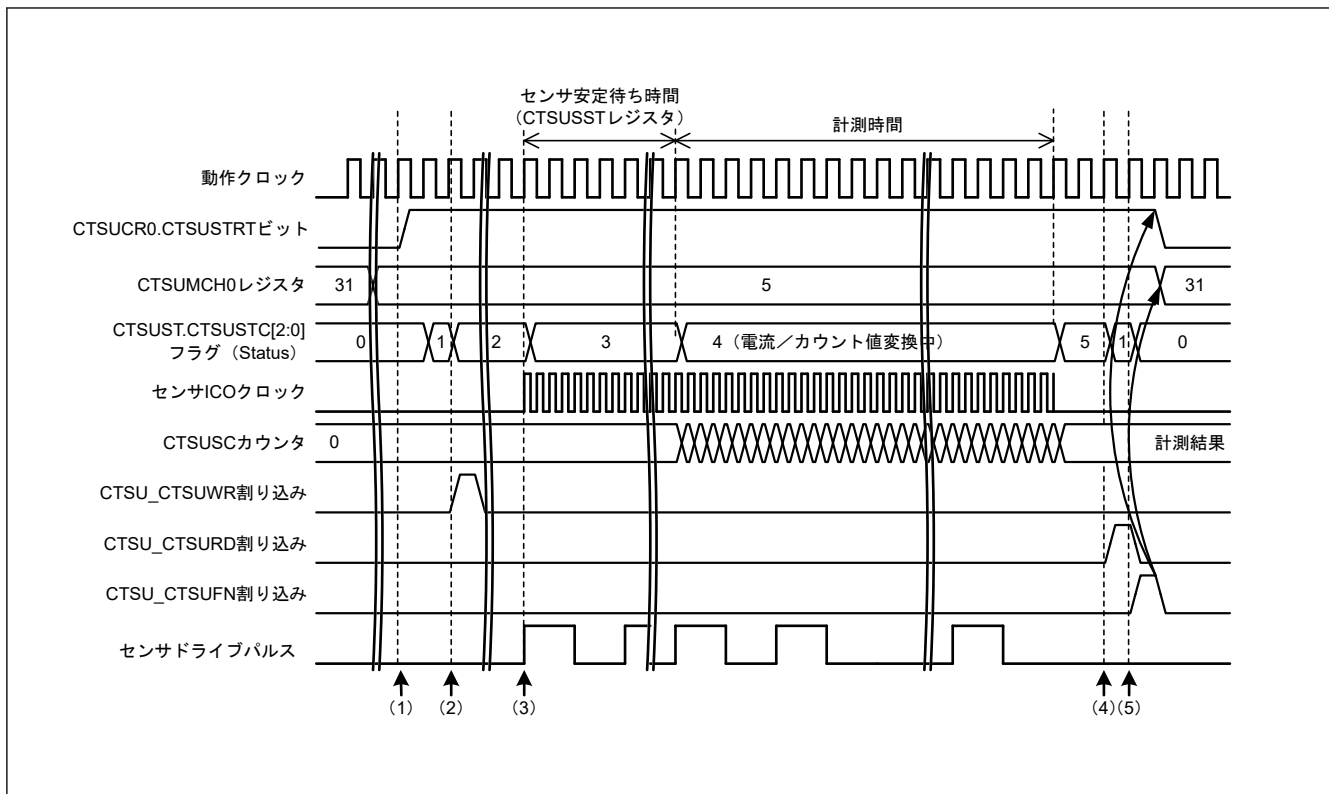 センサ安定待ち時間
（CTSUSSTレジスタ）
計測時間
動作クロック
CTSUCR0.CTSUSTRTビット
CTSUMCH0レジスタ
31
5
31
CTSUST.CTSUSTC[2:0]
フラグ（Status）
0
1
2
3
4（電流／カウント値変換中）
5
1
0
センサICOクロック
CTSUSCカウンタ
0
計測結果
CTSU_CTSUWR割り込み
CTSU_CTSURD割り込み
CTSU_CTSUFN割り込み
センサドライブパルス
（1）
（2）
（3）
（4）
（5）